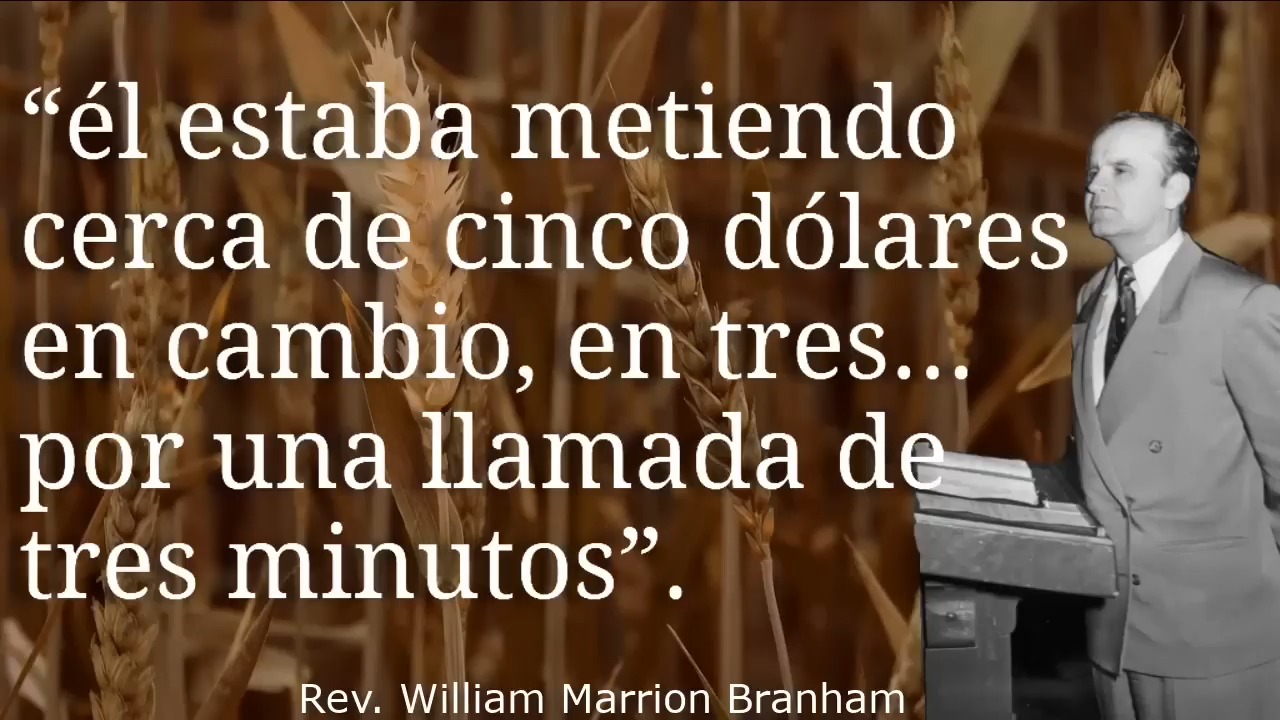 “él estaba metiendo
cerca de cinco dólares
en cambio, en tres...
por una llamada de
tres minutos”.
Rev. William Marrion Branham